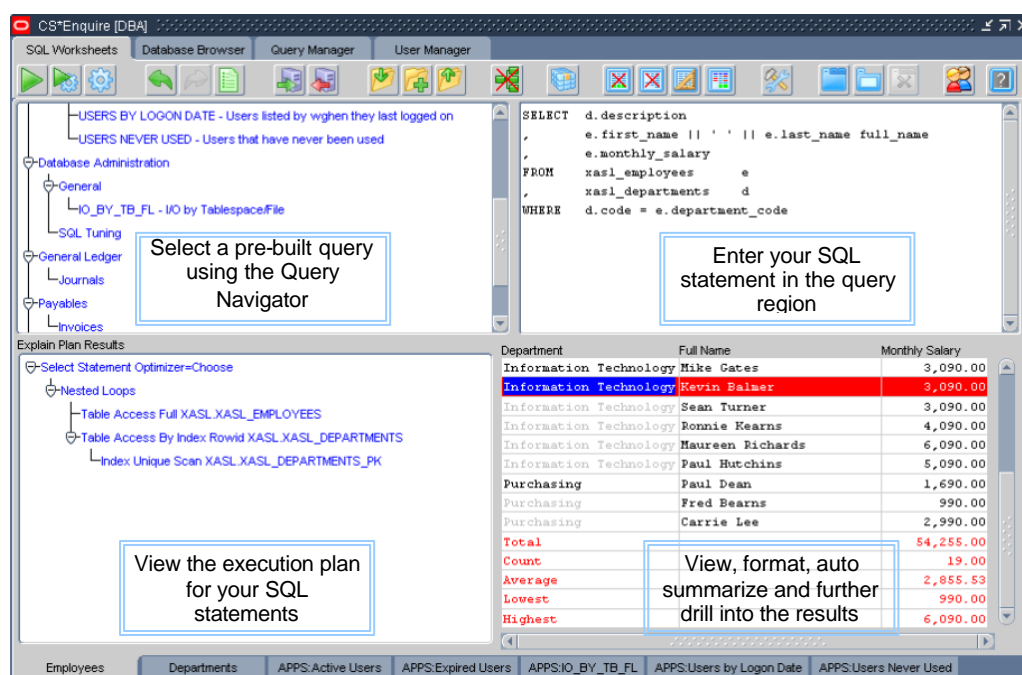 CS*Enquire [DBA]
SQL Worksheets Database Browser Query Manager User Manager
USERS BY LOGON DATE - Users listed by wghen they last logged on
USERS NEVER USED - Users that have never been used
Database Administration
General
IO_BY_TB_FL - I/O by Tablespace/File
SQL Tuning
General Ledger
Journals
Payables
Invoices
Select a pre-built query
using the Query
Navigator
SELECT d.description
, e.first_name || ' ' || e.last_name full_name
, e.monthly_salary
FROM xasl_employees e
, xasl_departments d
WHERE d.code = e.department_code
Enter your SQL
statement in the query
region
Explain Plan Results
Select Statement Optimizer=Choose
Nested Loops
Table Access Full XASL.XASL_EMPLOYEES
Table Access By Index Rowid XASL.XASL_DEPARTMENTS
Index Unique Scan XASL.XASL_DEPARTMENTS_PK
View the execution plan
for your SQL
statements
Department Full Name Monthly Salary
Information Technology Mike Gates 3,090.00
Information Technology Kevin Balmer 3,090.00
Information Technology Sean Turner 3,090.00
Information Technology Ronnie Kearns 4,090.00
Information Technology Maureen Richards 6,090.00
Information Technology Paul Hutchins 5,090.00
Purchasing Paul Dean 1,690.00
Purchasing Fred Bearns 990.00
Purchasing Carrie Lee 2,990.00
Total 54,255.00
Count 19.00
Average 2,855.53
Lowest 990.00
Highest 6,090.00
View, format, auto
summarize and further
drill into the results
Employees Departments APPS:Active Users APPS:Expired Users APPS:IO_BY_TB_FL APPS:Users by Logon Date APPS:Users Never Used